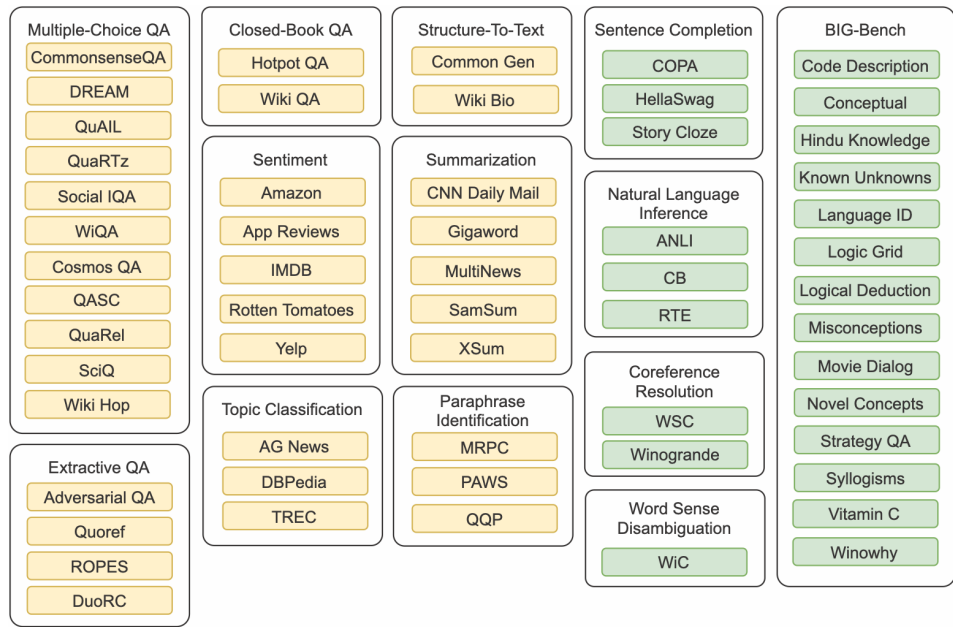 Multiple-Choice QA
CommonsenseQA
DREAM
QuAIL
QuaRTz
Social IQA
WiQA
Cosmos QA
QASC
QuaRel
SciQ
Wiki Hop
Extractive QA
Adversarial QA
Quoref
ROPES
DuoRC
Closed-Book QA
Hotpot QA
Wiki QA
Sentiment
Amazon
App Reviews
IMDB
Rotten Tomatoes
Yelp
Topic Classification
AG News
DBPedia
TREC
Structure-To-Text
Common Gen
Wiki Bio
Summarization
CNN Daily Mail
Gigaword
MultiNews
SamSum
XSum
Paraphrase
Identification
MRPC
PAWS
QQP
Sentence Completion
COPA
HellaSwag
Story Cloze
Natural Language
Inference
ANLI
CB
RTE
Coreference
Resolution
WSC
Winogrande
Word Sense
Disambiguation
WiC
BIG-Bench
Code Description
Conceptual
Hindu Knowledge
Known Unknowns
Language ID
Logic Grid
Logical Deduction
Misconceptions
Movie Dialog
Novel Concepts
Strategy QA
Syllogisms
Vitamin C
Winowhy